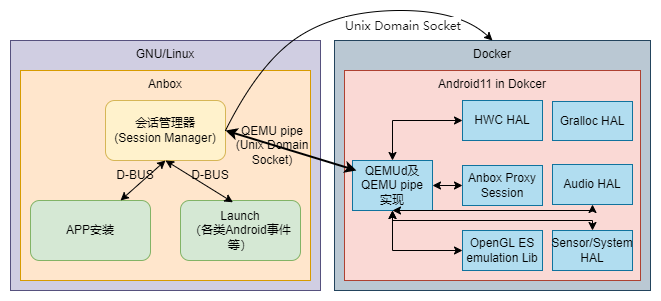 Unix Domain Socket
GNU/Linux
Docker
Anbox
Android11 in Dokcer
会话管理器
(Session Manager)
QEMU pipe
(Unix Domain
Socket)
HWC HAL
Gralloc HAL
D-BUS
D-BUS
QEMUd及
QEMU pipe
实现
Anbox Proxy
Session
Audio HAL
APP安装
Launch
（各类Android事件
等）
OpenGL ES
emulation Lib
Sensor/System
HAL